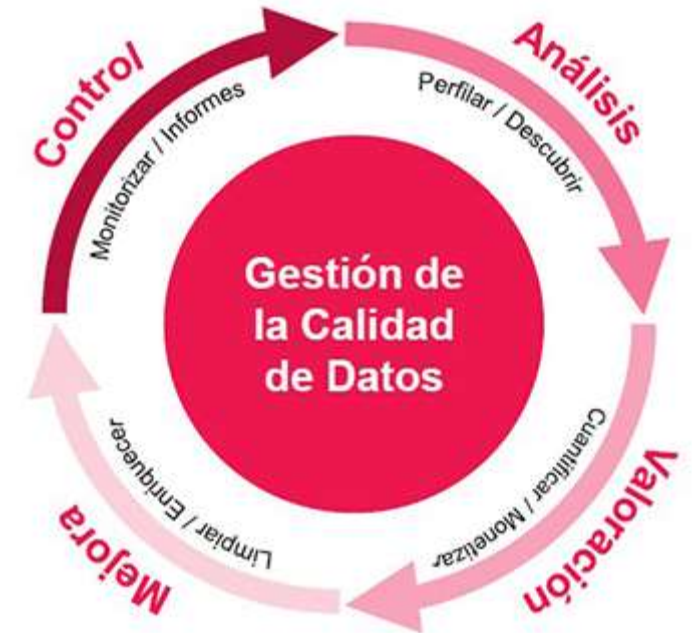 Control
Monitorizar / Informes
Análisis
Perfilar / Descubrir
Gestión de
la Calidad
de Datos
Valoración
Cuantificar / Monetizar
Mejora
Limpiar / Enriquecer